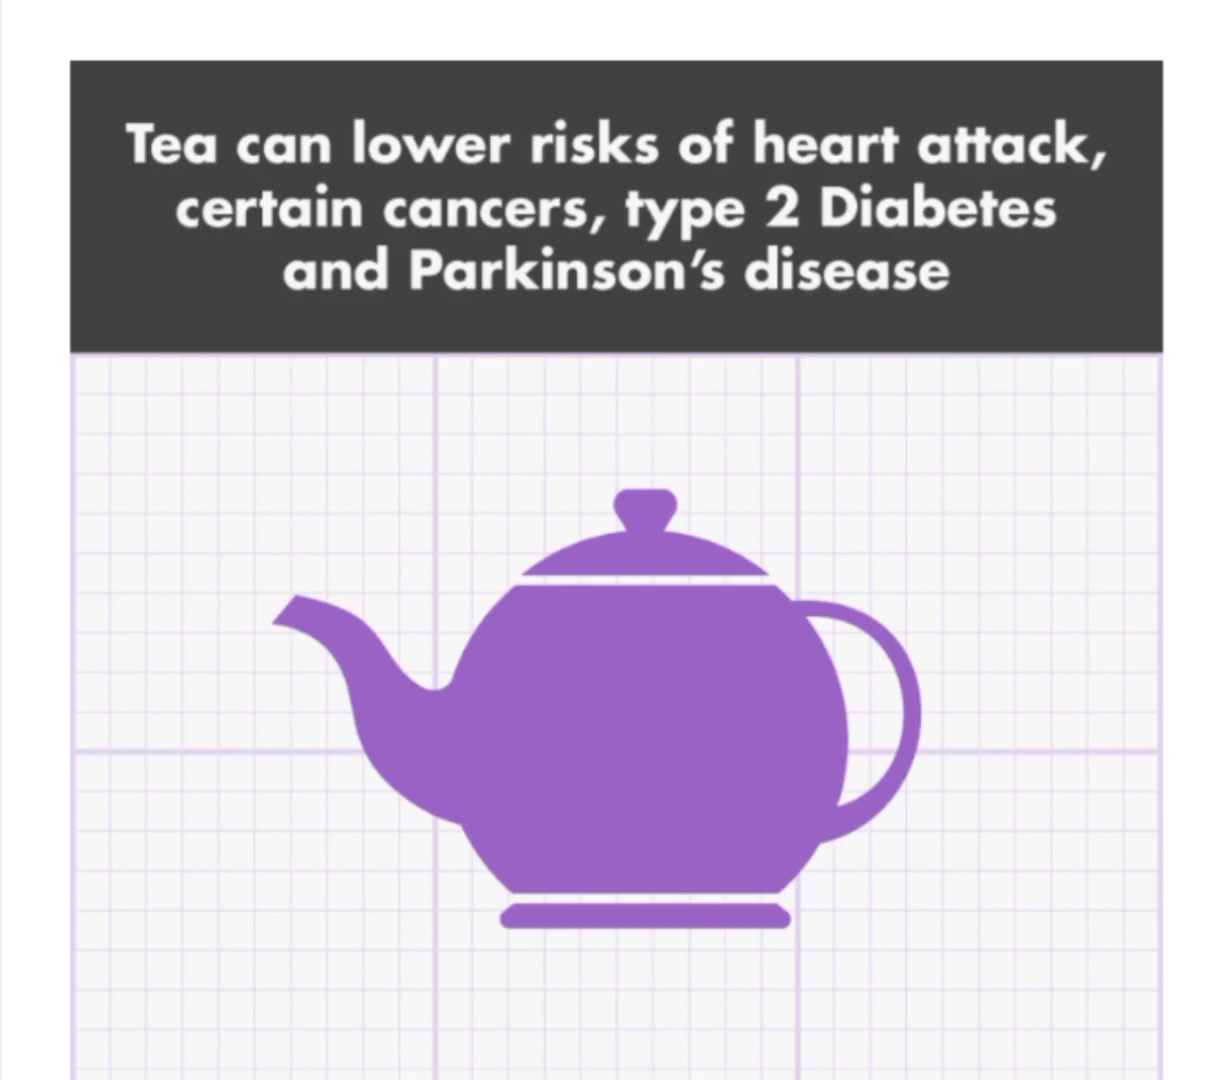 Tea can lower risks of heart attack,
certain cancers, type 2 Diabetes
and Parkinson’s disease